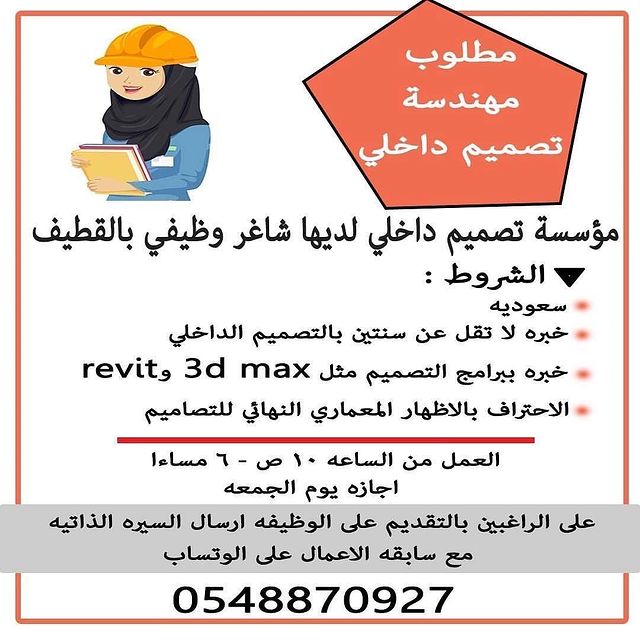 مطلوب
مهندسة
تصميم داخلي
مؤسسة تصميم داخلي لديها شاغر وظيفي بالقطيف
الشروط :
سعوديه
خبره لا تقل عن سنتين بالتصميم الداخلي
خبره ببرامج التصميم مثل 3d max وrevit
الاحتراف بالاظهار المعماري النهائي للتصاميم
العمل من الساعه ١٠ ص - ٦ مساءا
اجازه يوم الجمعه
على الراغبين بالتقديم على الوظيفه ارسال السيره الذاتيه
مع سابقه الاعمال على الوتساب
0548870927